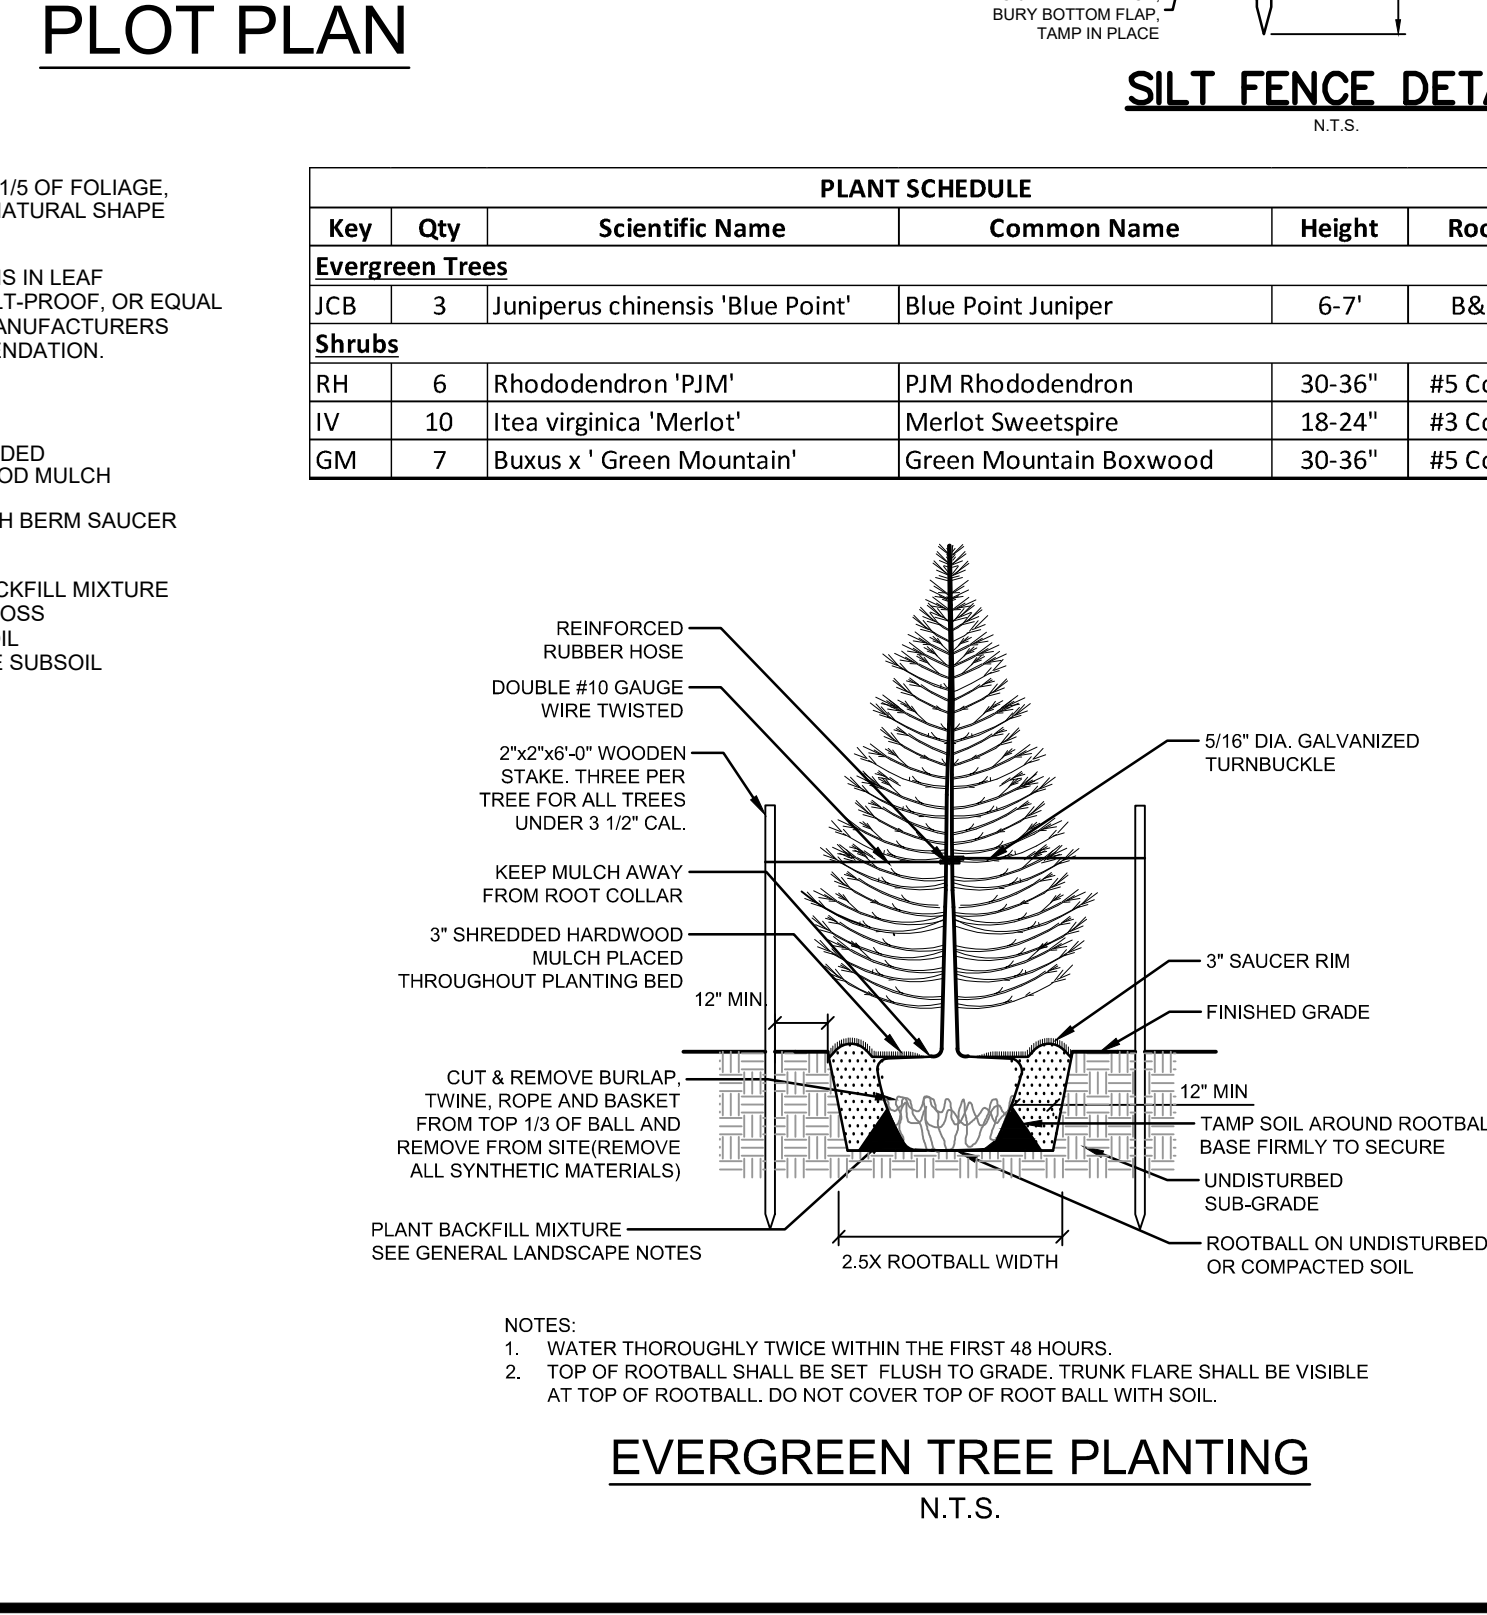 PLOT PLAN
BURY BOTTOM FLAP,
TAMP IN PLACE
SILT FENCE
N.T.S.
1/5 OF FOLIAGE,
NATURAL SHAPE
IN LEAF
OR EQUAL
MANUFACTURERS
MULCH
BERM SAUCER
MIXTURE
SUBSOIL
PLANT SCHEDULE
Key Qty Scientific Name Common Name Height
Evergreen Trees
JCB 3 Juniperus chinensis 'Blue Point' Blue Point Juniper 6-7' B&
Shrubs
RH 6 Rhododendron 'PJM' PJM Rhododendron 30-36" #5
IV 10 Itea virginica 'Merlot' Merlot Sweetspire 18-24" #3
GM 7 Buxus x ' Green Mountain' Green Mountain Boxwood 30-36" #5
REINFORCED
RUBBER HOSE
DOUBLE #10 GAUGE
WIRE TWISTED
2"x2"x6'-0" WOODEN
STAKE. THREE PER
TREE FOR ALL TREES
UNDER 3 1/2" CAL.
KEEP MULCH AWAY
FROM ROOT COLLAR
3" SHREDDED HARDWOOD
MULCH PLACED
THROUGHOUT PLANTING BED
12" MIN.
CUT & REMOVE BURLAP,
TWINE, ROPE AND BASKET
FROM TOP 1/3 OF BALL AND
REMOVE FROM SITE(REMOVE
ALL SYNTHETIC MATERIALS)
PLANT BACKFILL MIXTURE
SEE GENERAL LANDSCAPE NOTES
5/16" DIA. GALVANIZED
TURNBUCKLE
3" SAUCER RIM
FINISHED GRADE
12" MIN
TAMP SOIL AROUND ROOTBAL
BASE FIRMLY TO SECURE
UNDISTURBED
SUB-GRADE
ROOTBALL ON UNDISTURBED
OR COMPACTED SOIL
2.5X ROOTBALL WIDTH
NOTES:
1. WATER THOROUGHLY TWICE WITHIN THE FIRST 48 HOURS.
2. TOP OF ROOTBALL SHALL BE SET FLUSH TO GRADE. TRUNK FLARE SHALL BE VISIBLE
AT TOP OF ROOTBALL. DO NOT COVER TOP OF ROOT BALL WITH SOIL.
EVERGREEN TREE PLANTING
N.T.S.